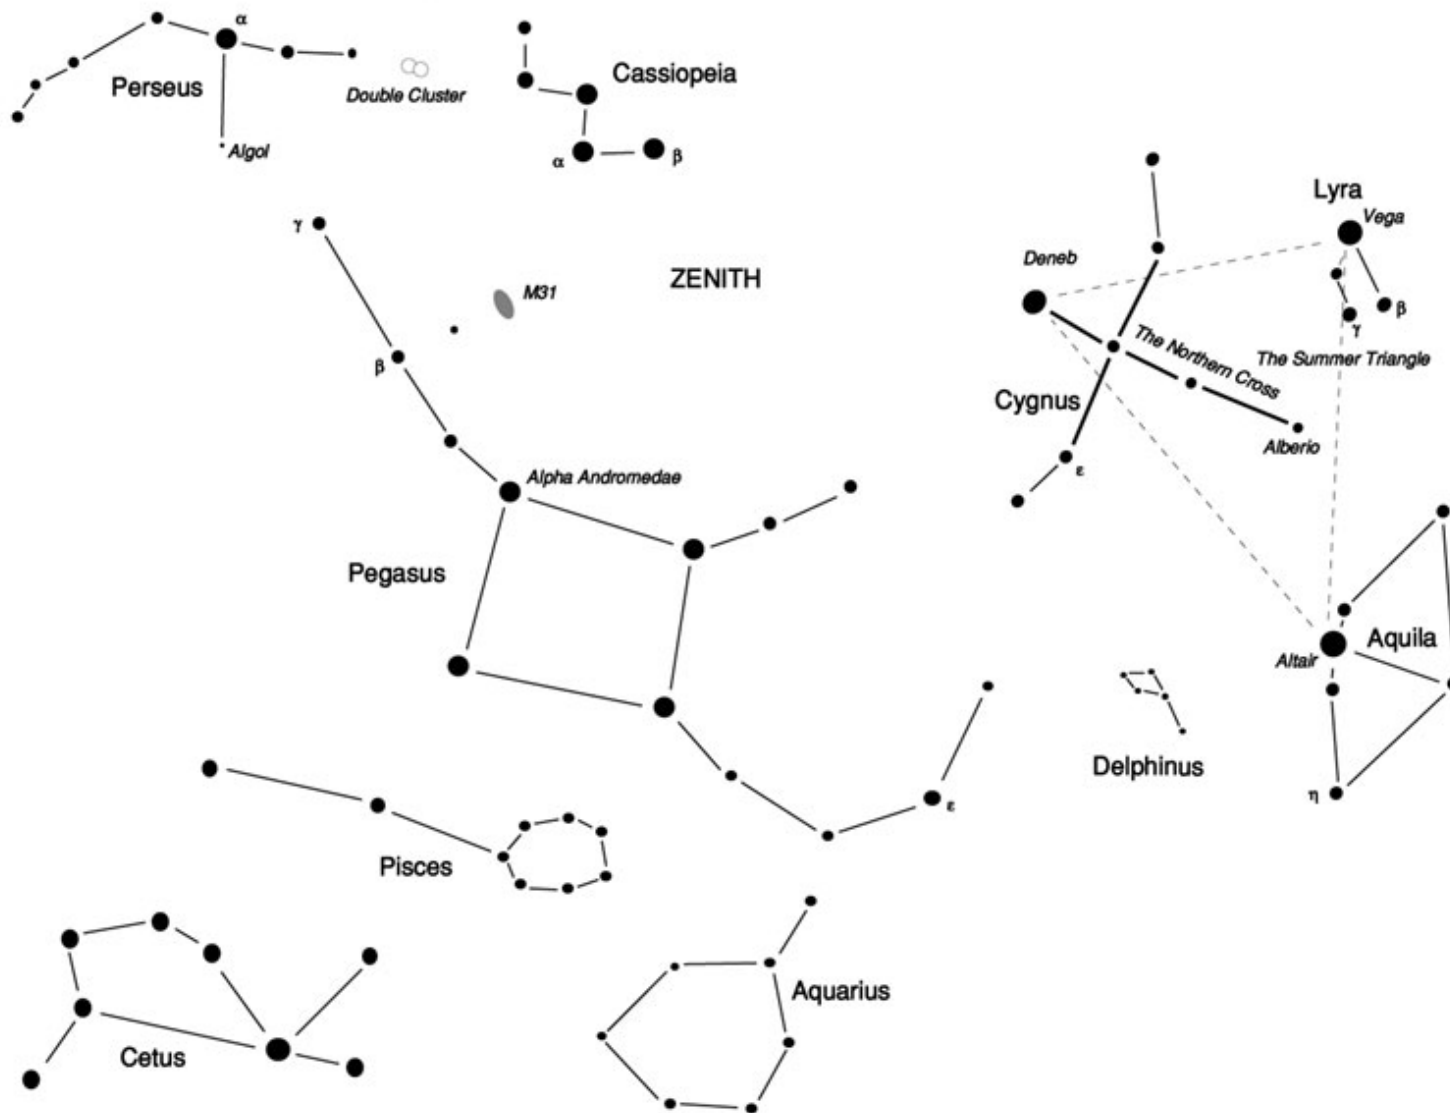 α
Perseus
Double Cluster
Cassiopeia
Algol
α
β
γ
M31
ZENITH
β
Lyra
Vega
Deneb
β
γ
The Northern Cross
The Summer Triangle
Cygnus
Alberio
ε
Alpha Andromedae
Pegasus
Aquila
Altair
Delphinus
η
ε
Pisces
Aquarius
Cetus